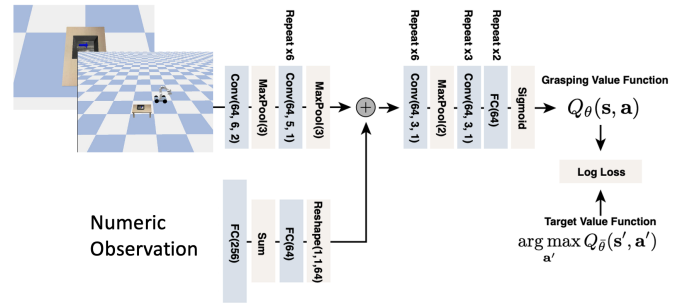 Repeat x6
Conv(64, 6, 2)
MaxPool(3)
Conv(64, 5, 1)
MaxPool(3)
+
Repeat x6
Repeat x3
Repeat x2
Conv(64, 3, 1)
MaxPool(2)
Conv(64, 3, 1)
FC(64)
Sigmoid
Grasping Value Function
Qθ(s, a)
Log Loss
Target Value Function
arg max Qθ̄(s′, a′)
a′
Numeric
Observation
FC(256)
Sum
FC(64)
Reshape(1,1,64)